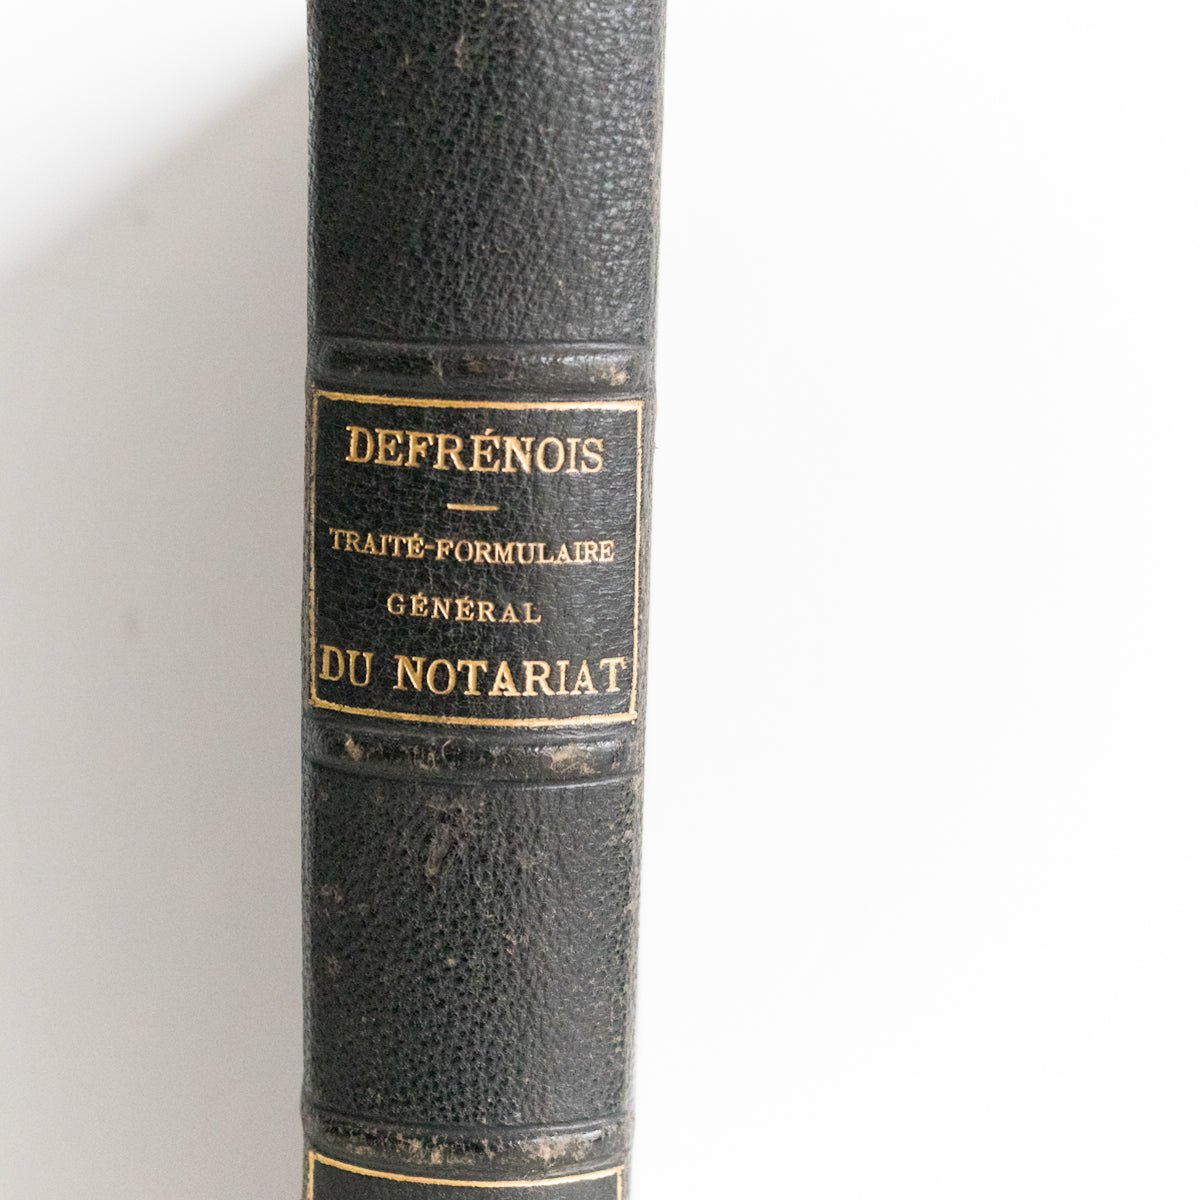 DEFRÉNOIS
TRAITÉ-FORMULAIRE
GÉNÉRAL
DU NOTARIAT